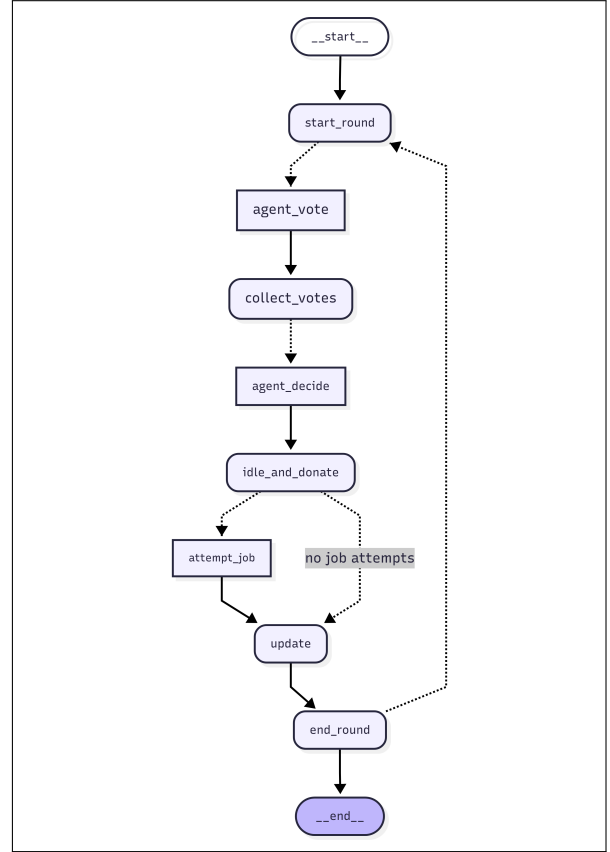 __start__
start_round
agent_vote
collect_votes
agent_decide
idle_and_donate
attempt_job
no job attempts
update
end_round
__end__